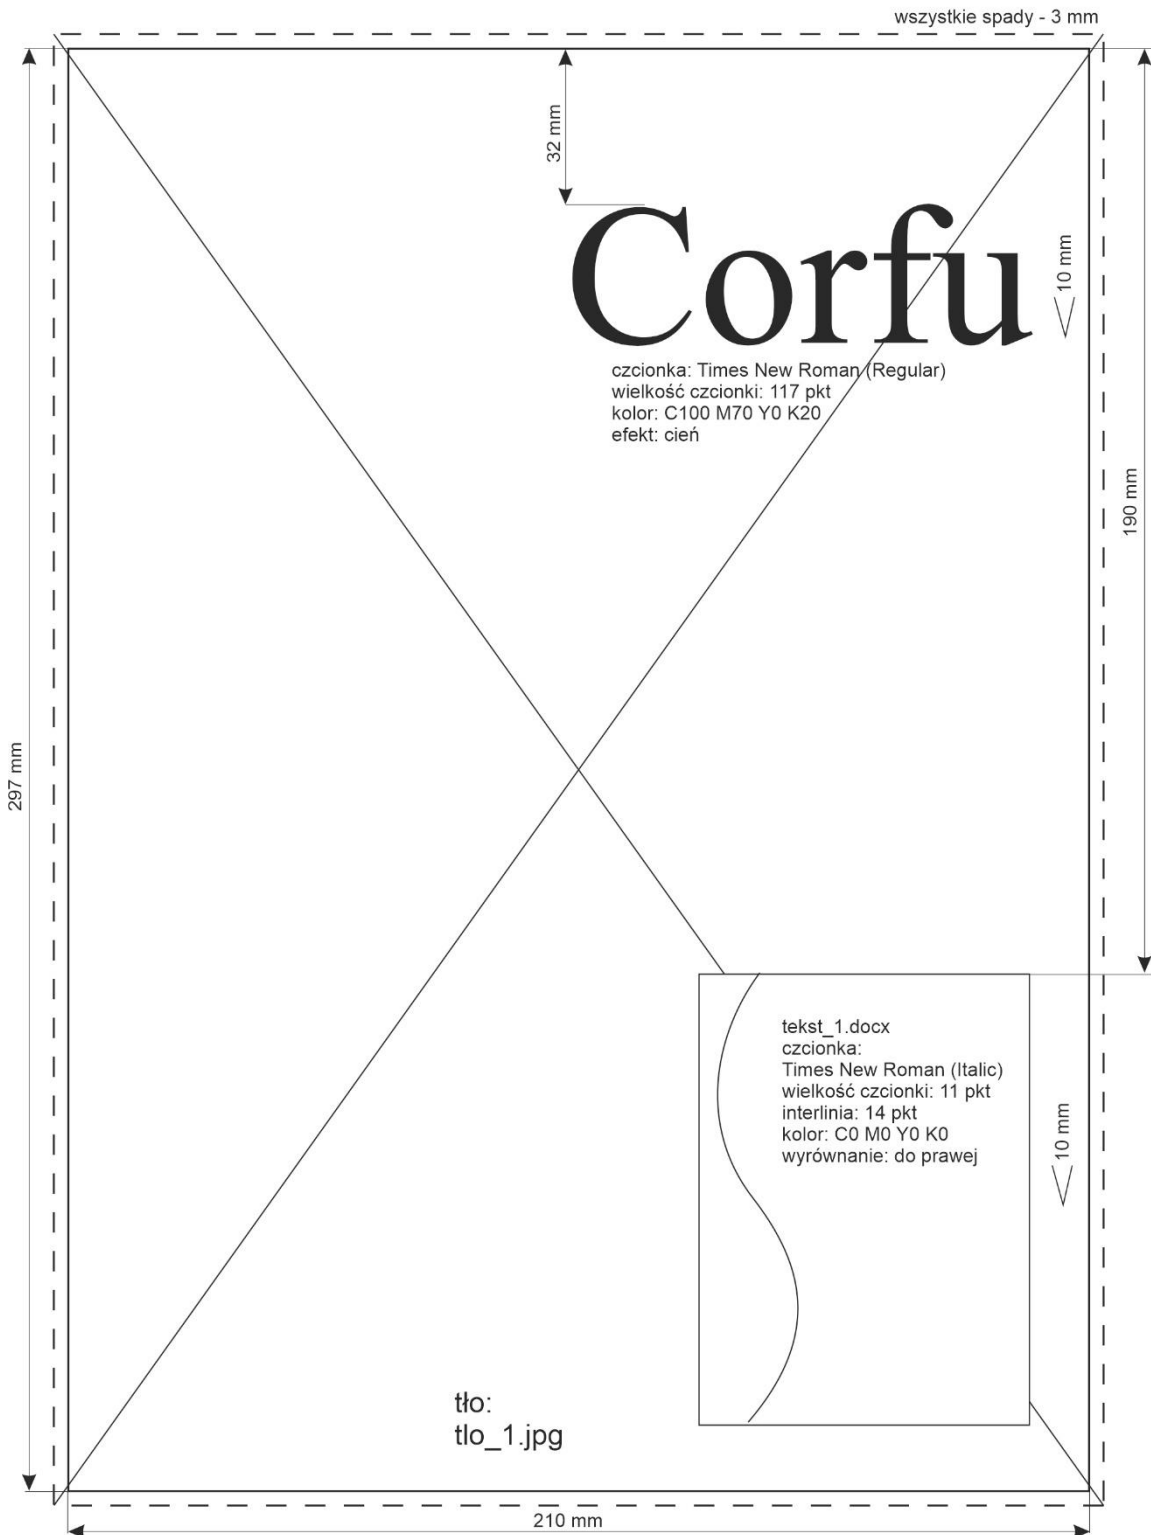 wszystkie spady - 3 mm
32 mm
Corfu
10 mm
czcionka: Times New Roman (Regular)
wielkość czcionki: 117 pkt
kolor: C100 M70 Y0 K20
efekt: cień
190 mm
297 mm
tekst_1.docx
czcionka:
Times New Roman (Italic)
wielkość czcionki: 11 pkt
interlinia: 14 pkt
kolor: C0 M0 Y0 K0
wyrównanie: do prawej
10 mm
tło:
tlo_1.jpg
210 mm